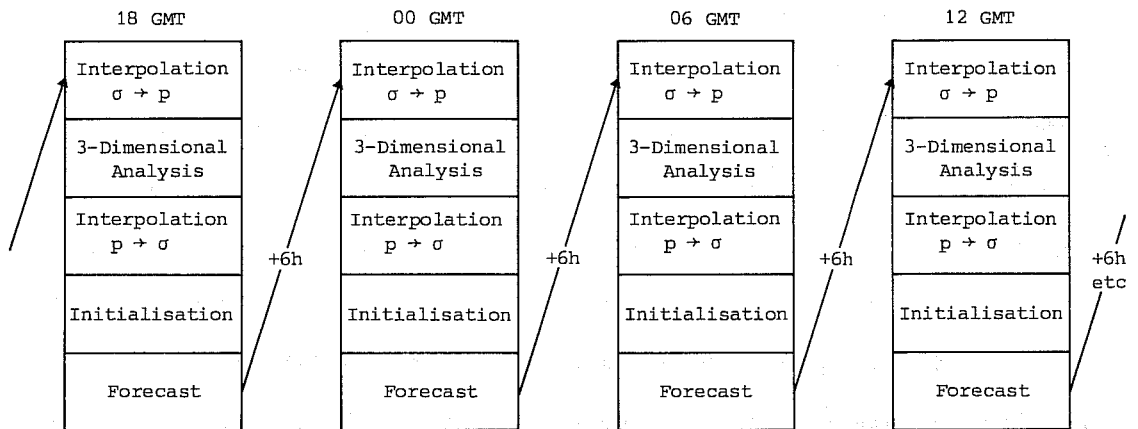 18 GMT
Interpolation
σ → p
3-Dimensional
Analysis
Interpolation
p → σ
Initialisation
Forecast
+6h
00 GMT
Interpolation
σ → p
3-Dimensional
Analysis
Interpolation
p → σ
Initialisation
Forecast
+6h
06 GMT
Interpolation
σ → p
3-Dimensional
Analysis
Interpolation
p → σ
Initialisation
Forecast
+6h
12 GMT
Interpolation
σ → p
3-Dimensional
Analysis
Interpolation
p → σ
Initialisation
Forecast
+6h
etc